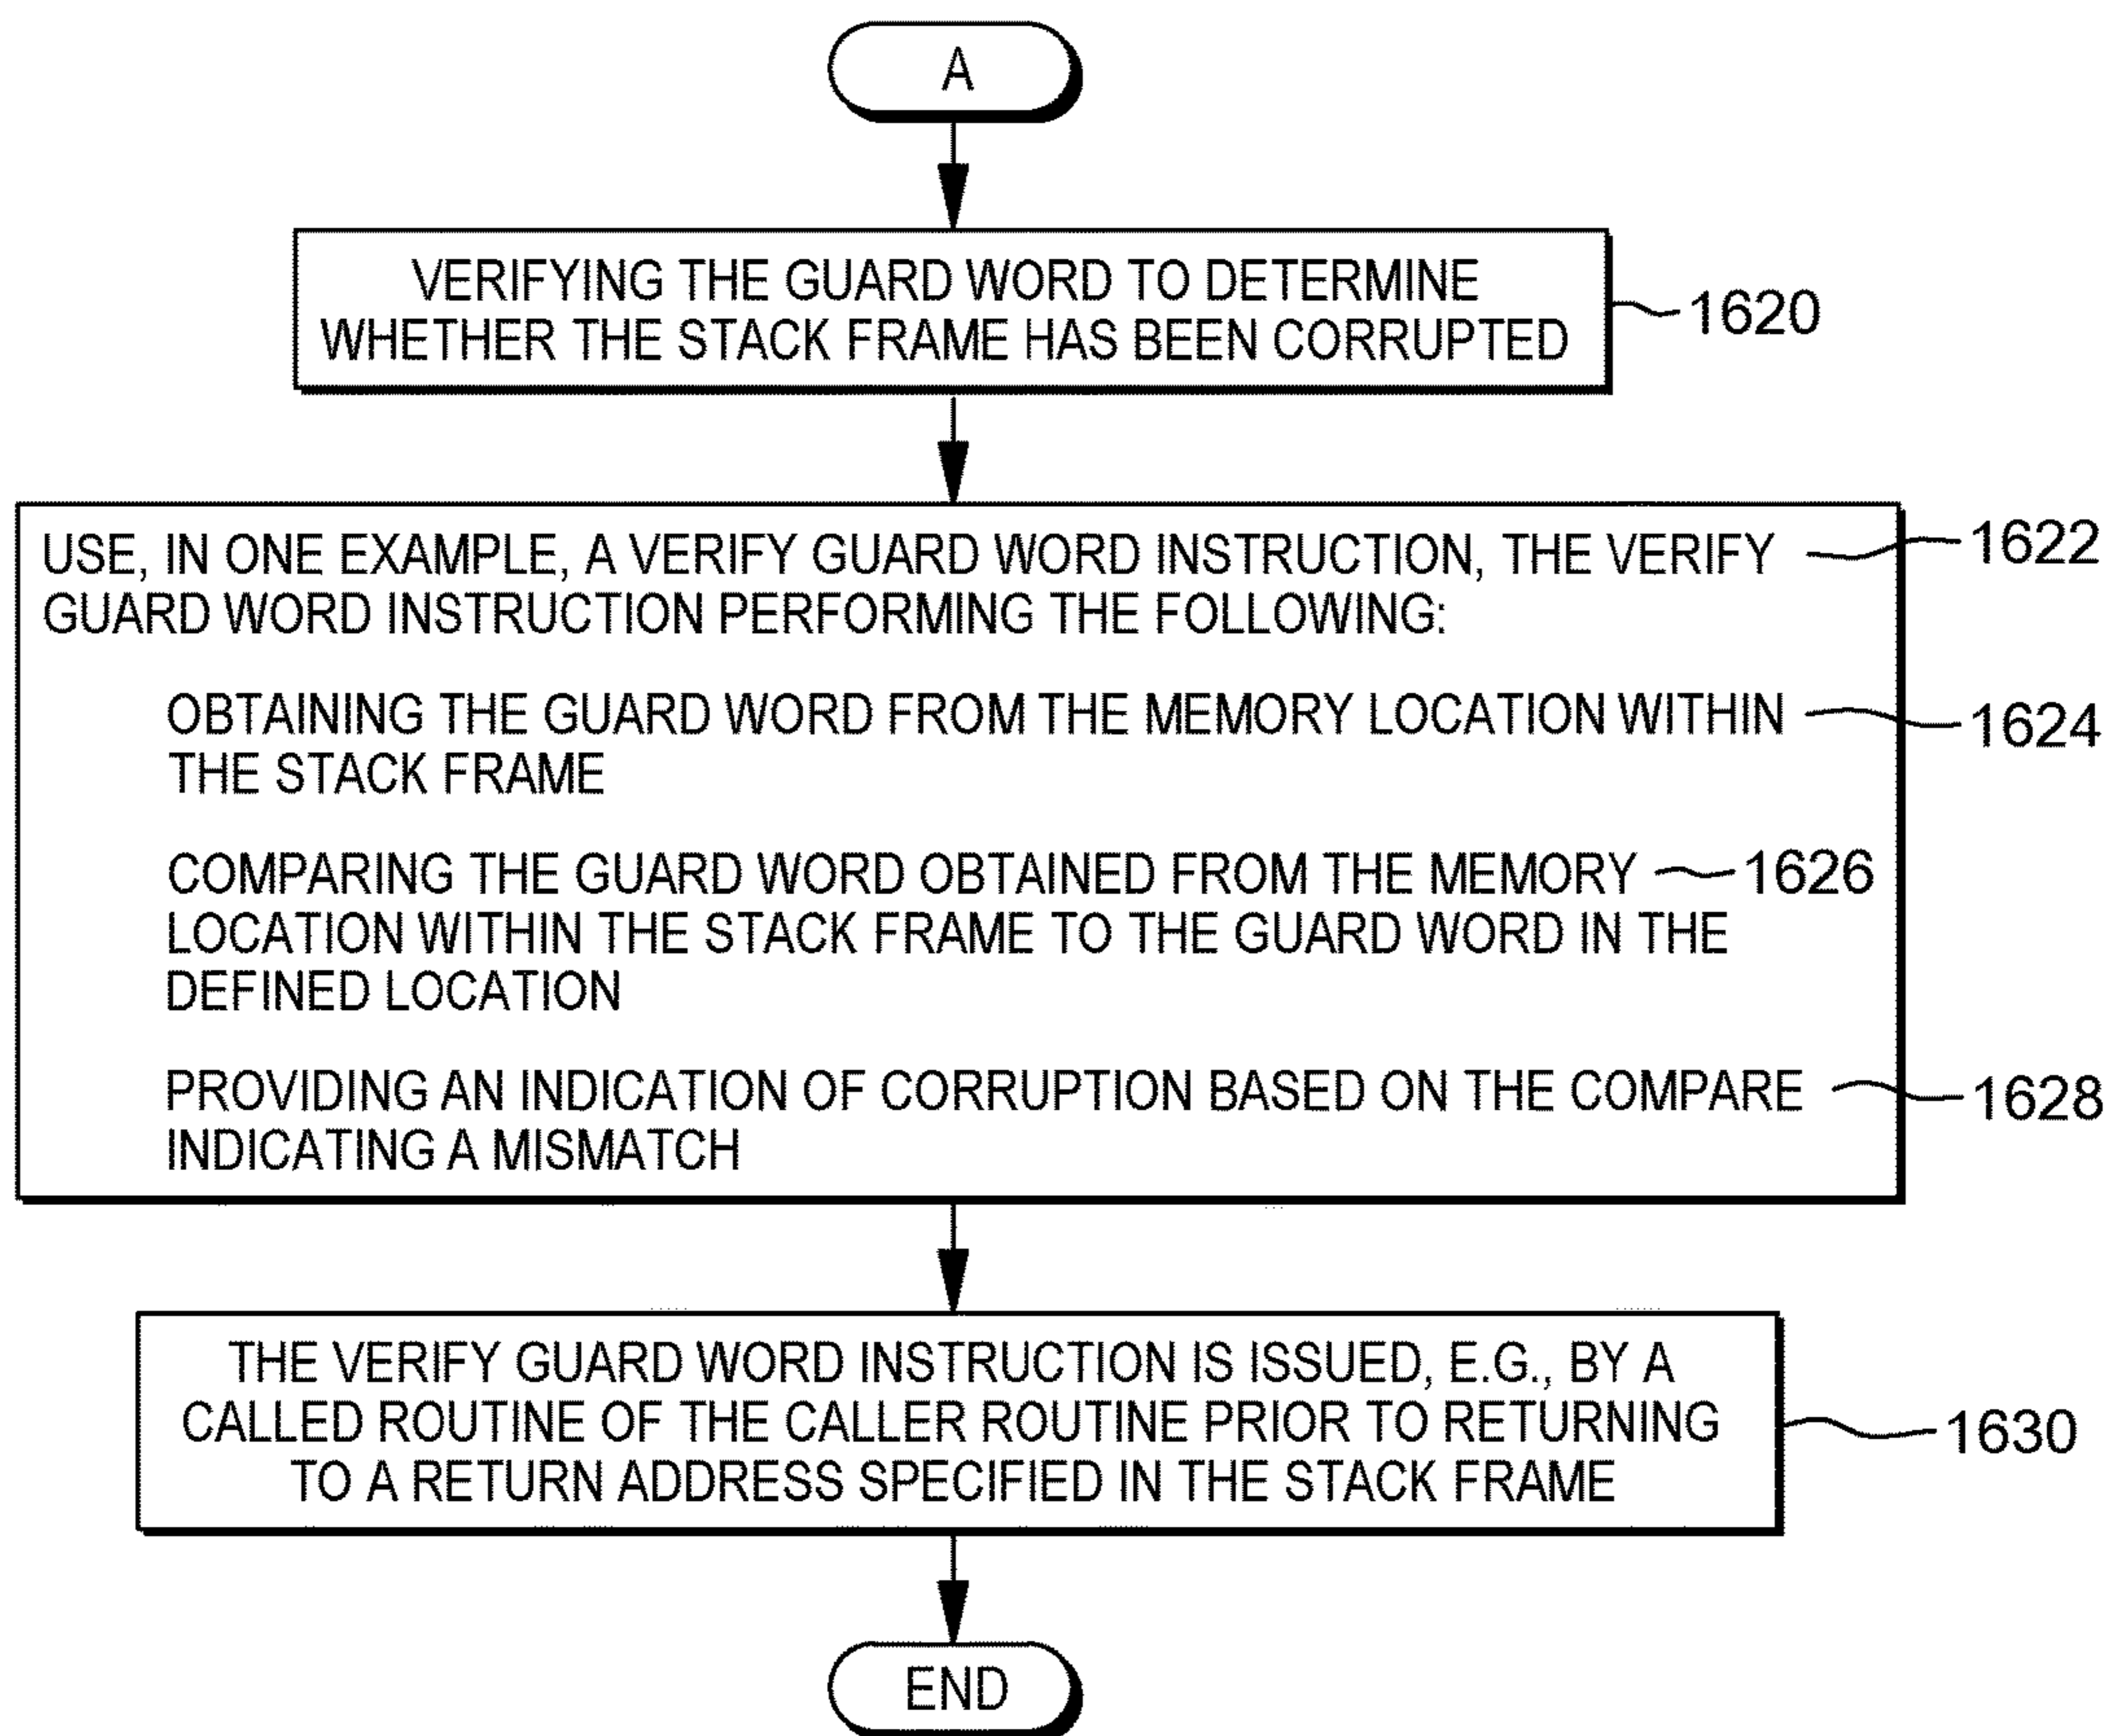 A
VERIFYING THE GUARD WORD TO DETERMINE
WHETHER THE STACK FRAME HAS BEEN CORRUPTED
1620
USE, IN ONE EXAMPLE, A VERIFY GUARD WORD INSTRUCTION, THE VERIFY
1622
GUARD WORD INSTRUCTION PERFORMING THE FOLLOWING:
OBTAINING THE GUARD WORD FROM THE MEMORY LOCATION WITHIN
1624
THE STACK FRAME
COMPARING THE GUARD WORD OBTAINED FROM THE MEMORY
1626
LOCATION WITHIN THE STACK FRAME TO THE GUARD WORD IN THE
DEFINED LOCATION
PROVIDING AN INDICATION OF CORRUPTION BASED ON THE COMPARE
1628
INDICATING A MISMATCH
THE VERIFY GUARD WORD INSTRUCTION IS ISSUED, E.G., BY A
CALLED ROUTINE OF THE CALLER ROUTINE PRIOR TO RETURNING
1630
TO A RETURN ADDRESS SPECIFIED IN THE STACK FRAME
END